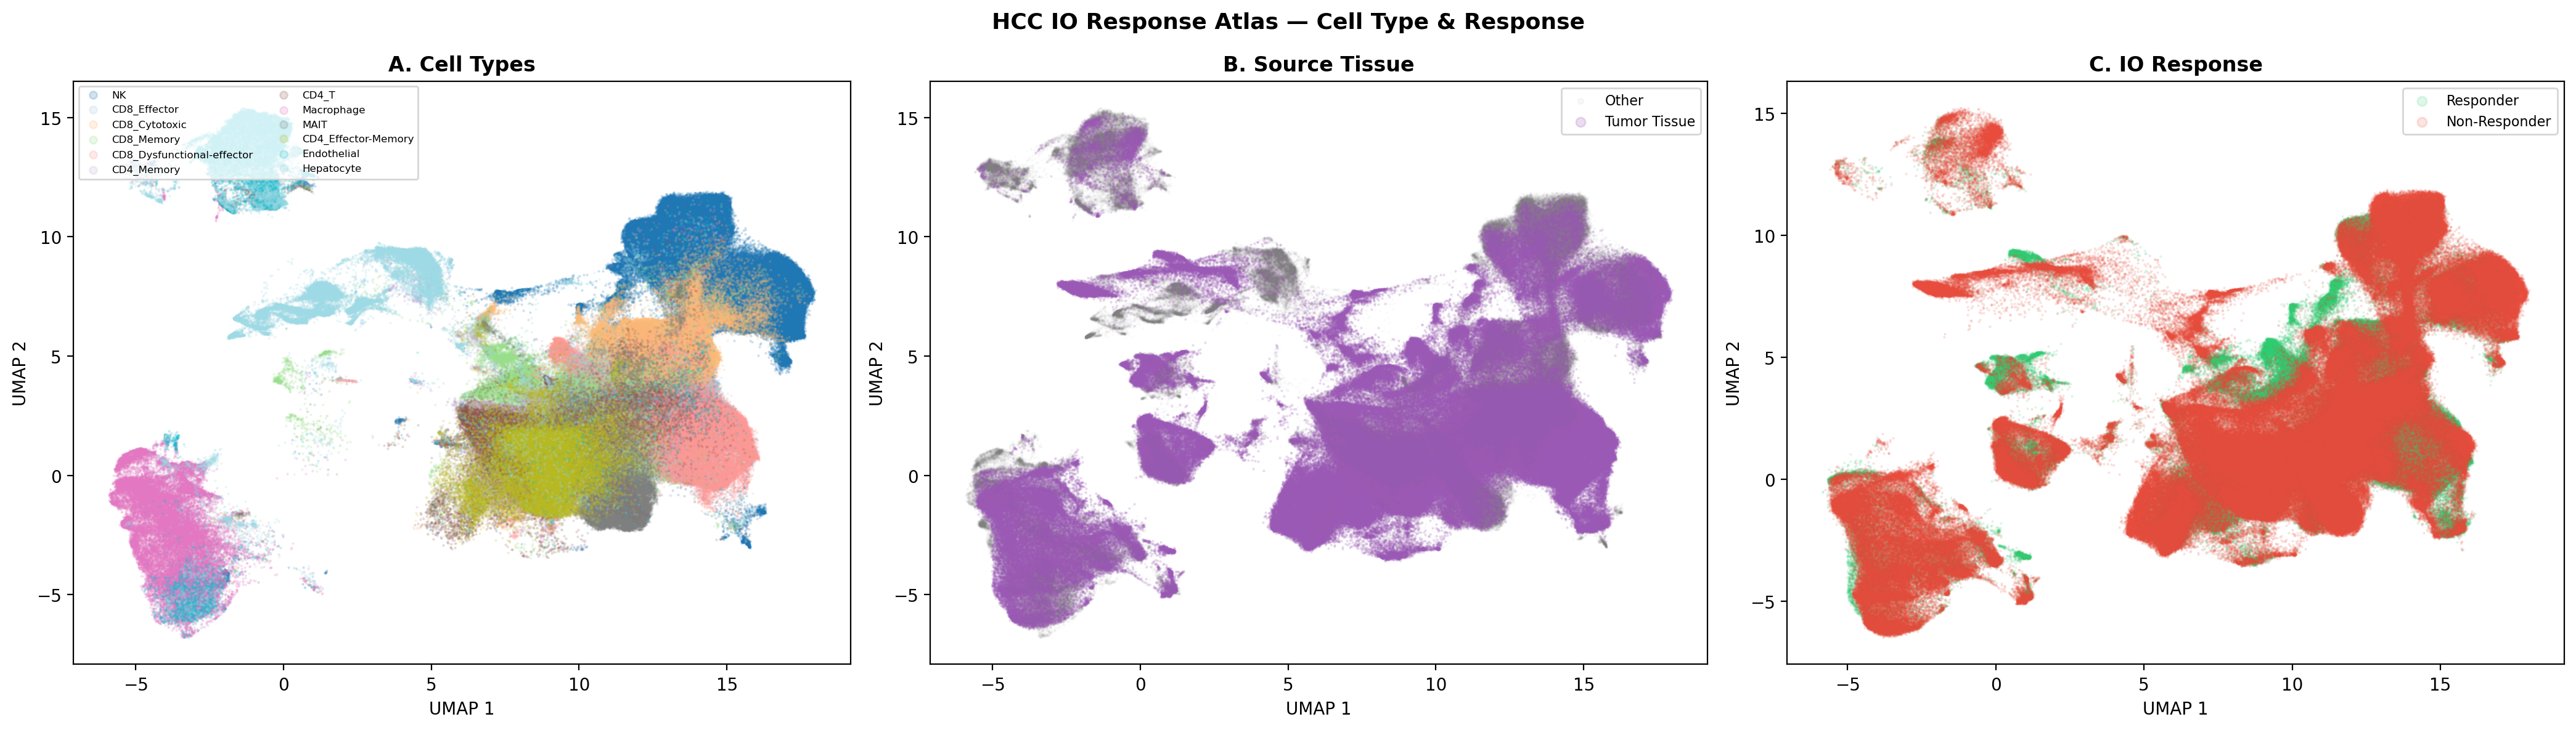 HCC IO Response Atlas — Cell Type & Response
A. Cell Types
NK
CD8_Effector
CD8_Cytotoxic
CD8_Memory
CD8_Dysfunctional-effector
CD4_Memory
CD4_T
Macrophage
MAIT
CD4_Effector-Memory
Endothelial
Hepatocyte
15
10
5
0
−5
UMAP 2
−5 0 5 10 15
UMAP 1
B. Source Tissue
Other
Tumor Tissue
15
10
5
0
−5
UMAP 2
−5 0 5 10 15
UMAP 1
C. IO Response
Responder
Non-Responder
15
10
5
0
−5
UMAP 2
−5 0 5 10 15
UMAP 1